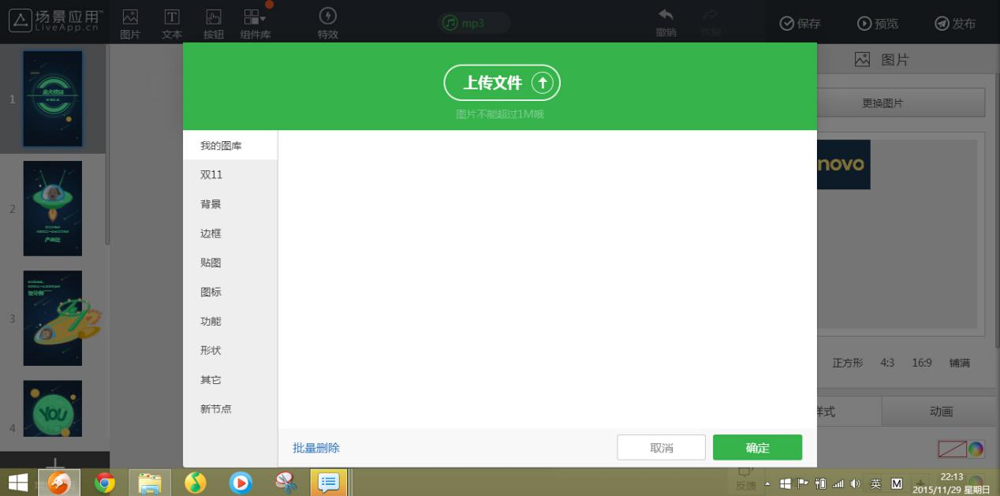 场景应用™
LiveApp.cn
图片
文本
按钮
组件库
特效
mp3
撤销
恢复
保存
预览
发布
上传文件
图片不能超过1M哦
我的图库
双11
背景
边框
贴图
图标
功能
形状
其它
新节点
批量删除
取消
确定
1
2
3
设计师
4
YOU
图片
更换图片
novo
正方形 4:3 16:9 铺满
样式
动画
反馈
英
M
22:13
2015/11/29 星期日